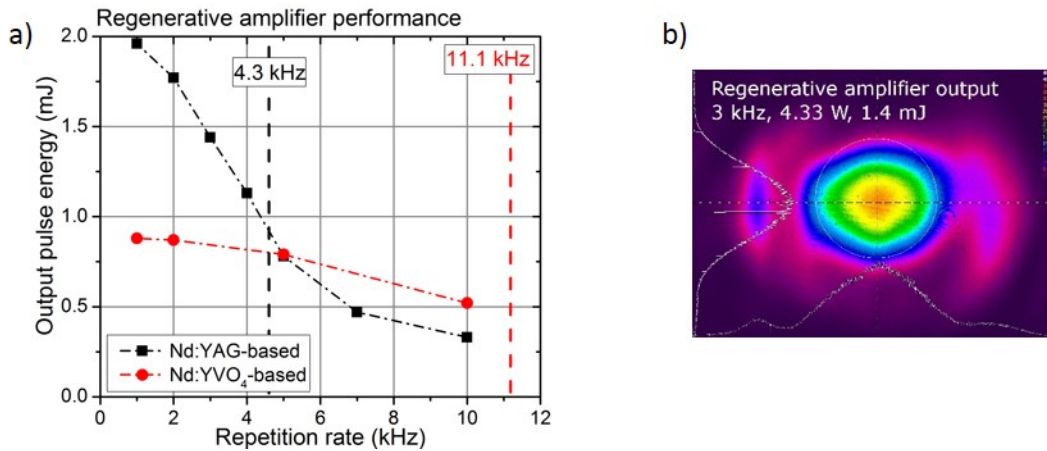 a)
Regenerative amplifier performance
Output pulse energy (mJ)
2.0
1.5
1.0
0.5
0.0
4.3 kHz
11.1 kHz
Nd:YAG-based
Nd:YVO₄-based
0 2 4 6 8 10 12
Repetition rate (kHz)
b)
Regenerative amplifier output
3 kHz, 4.33 W, 1.4 mJ